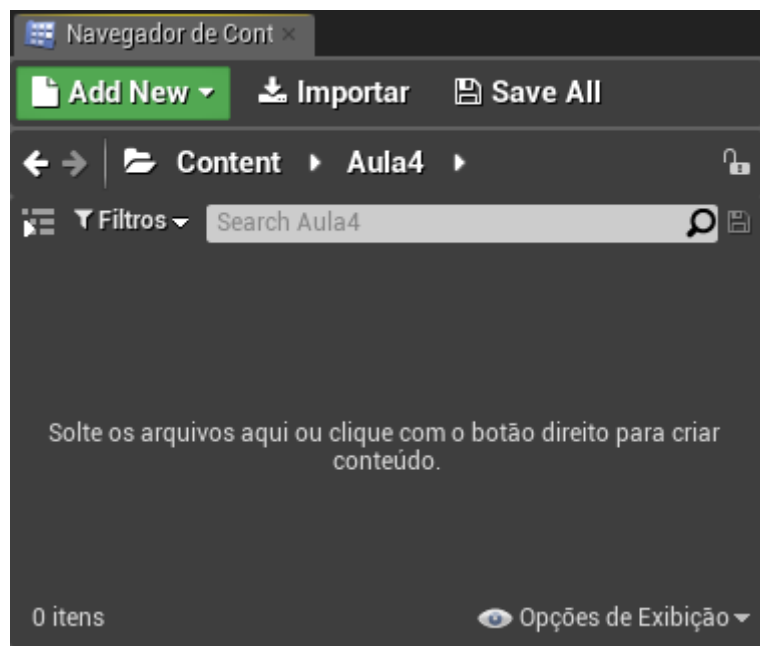 Navegador de Cont
Add New Importar Save All
Content Aula4
Filtros Search Aula4
Solte os arquivos aqui ou clique com o botão direito para criar
conteúdo.
0 itens Opções de Exibição